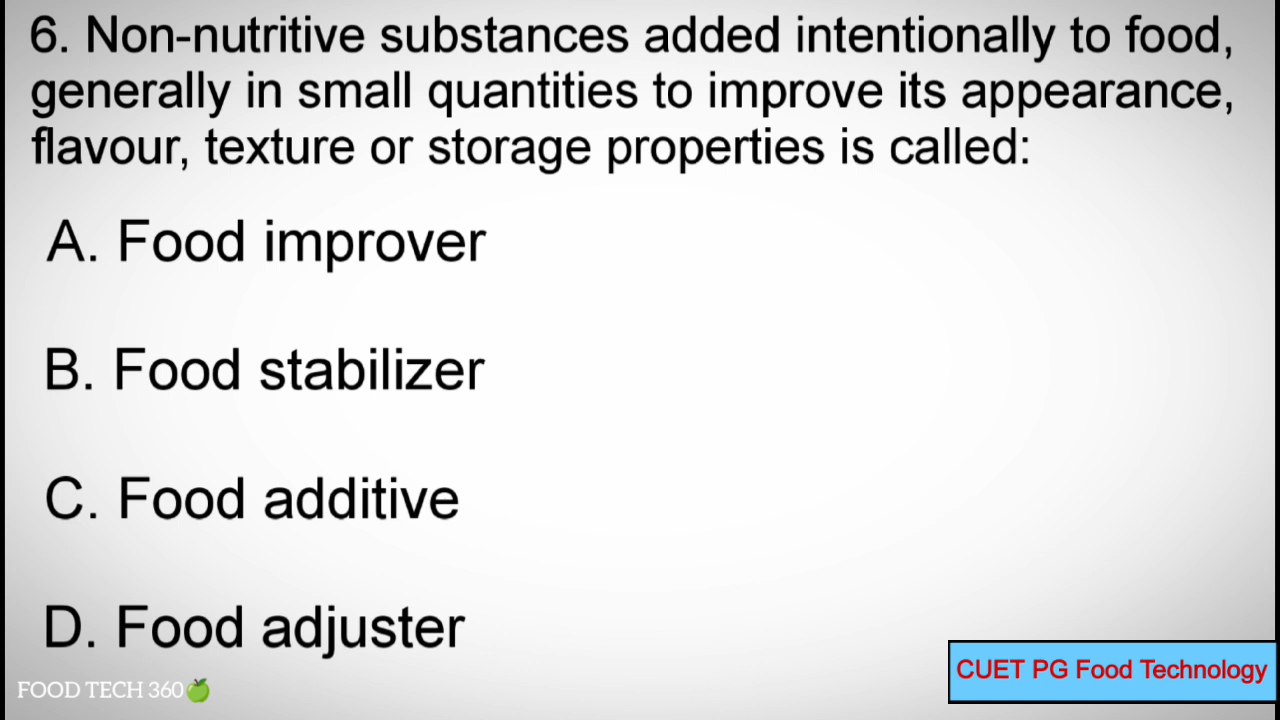 6. Non-nutritive substances added intentionally to food,
generally in small quantities to improve its appearance,
flavour, texture or storage properties is called:
A. Food improver
B. Food stabilizer
C. Food additive
D. Food adjuster
FOOD TECH 360
CUET PG Food Technology